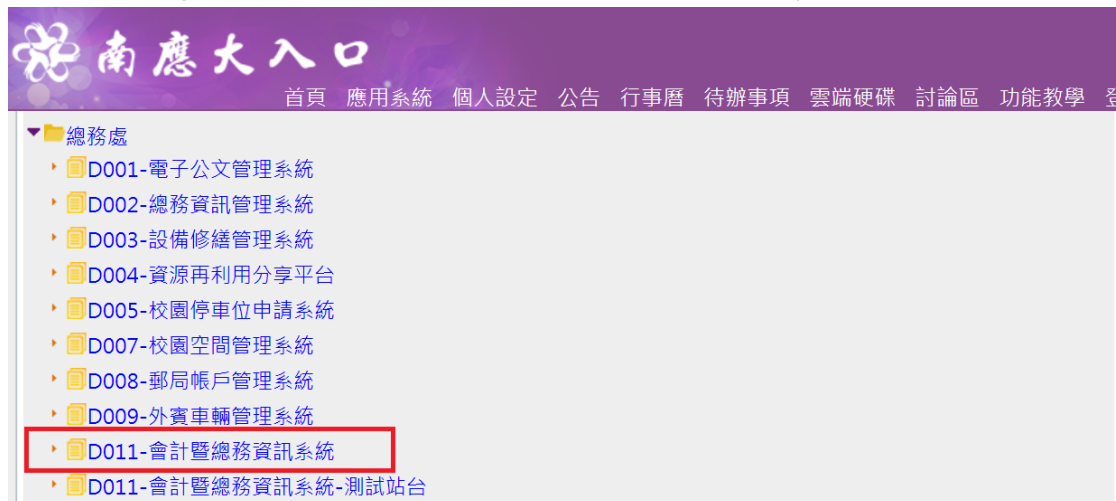 南應大入口
首頁 應用系統 個人設定 公告 行事曆 待辦事項 雲端硬碟 討論區 功能教學
總務處
D001-電子公文管理系統
D002-總務資訊管理系統
D003-設備修繕管理系統
D004-資源再利用分享平台
D005-校園停車位申請系統
D007-校園空間管理系統
D008-郵局帳戶管理系統
D009-外賓車輛管理系統
D011-會計暨總務資訊系統
D011-會計暨總務資訊系統-測試站台